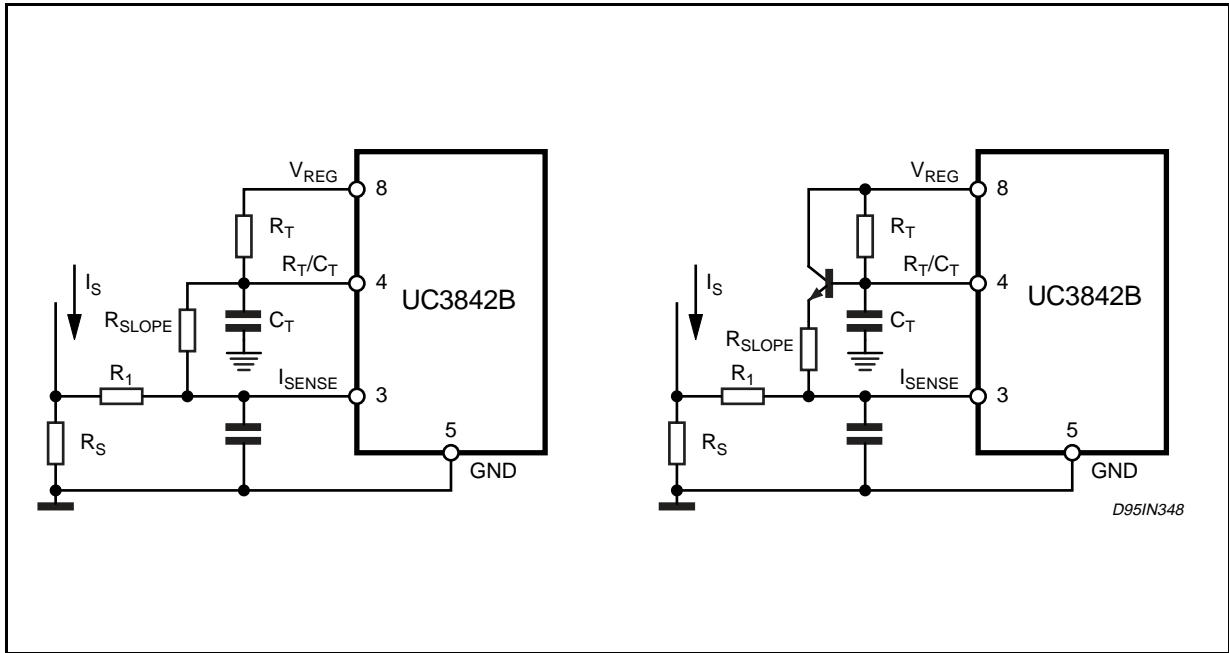 V_REG
8
R_T
R_T/C_T
4
I_S
UC3842B
R_SLOPE
C_T
R_1
I_SENSE
3
R_S
5
GND
V_REG
8
R_T
R_T/C_T
4
I_S
UC3842B
R_SLOPE
C_T
R_1
I_SENSE
3
R_S
5
GND
D95IN348